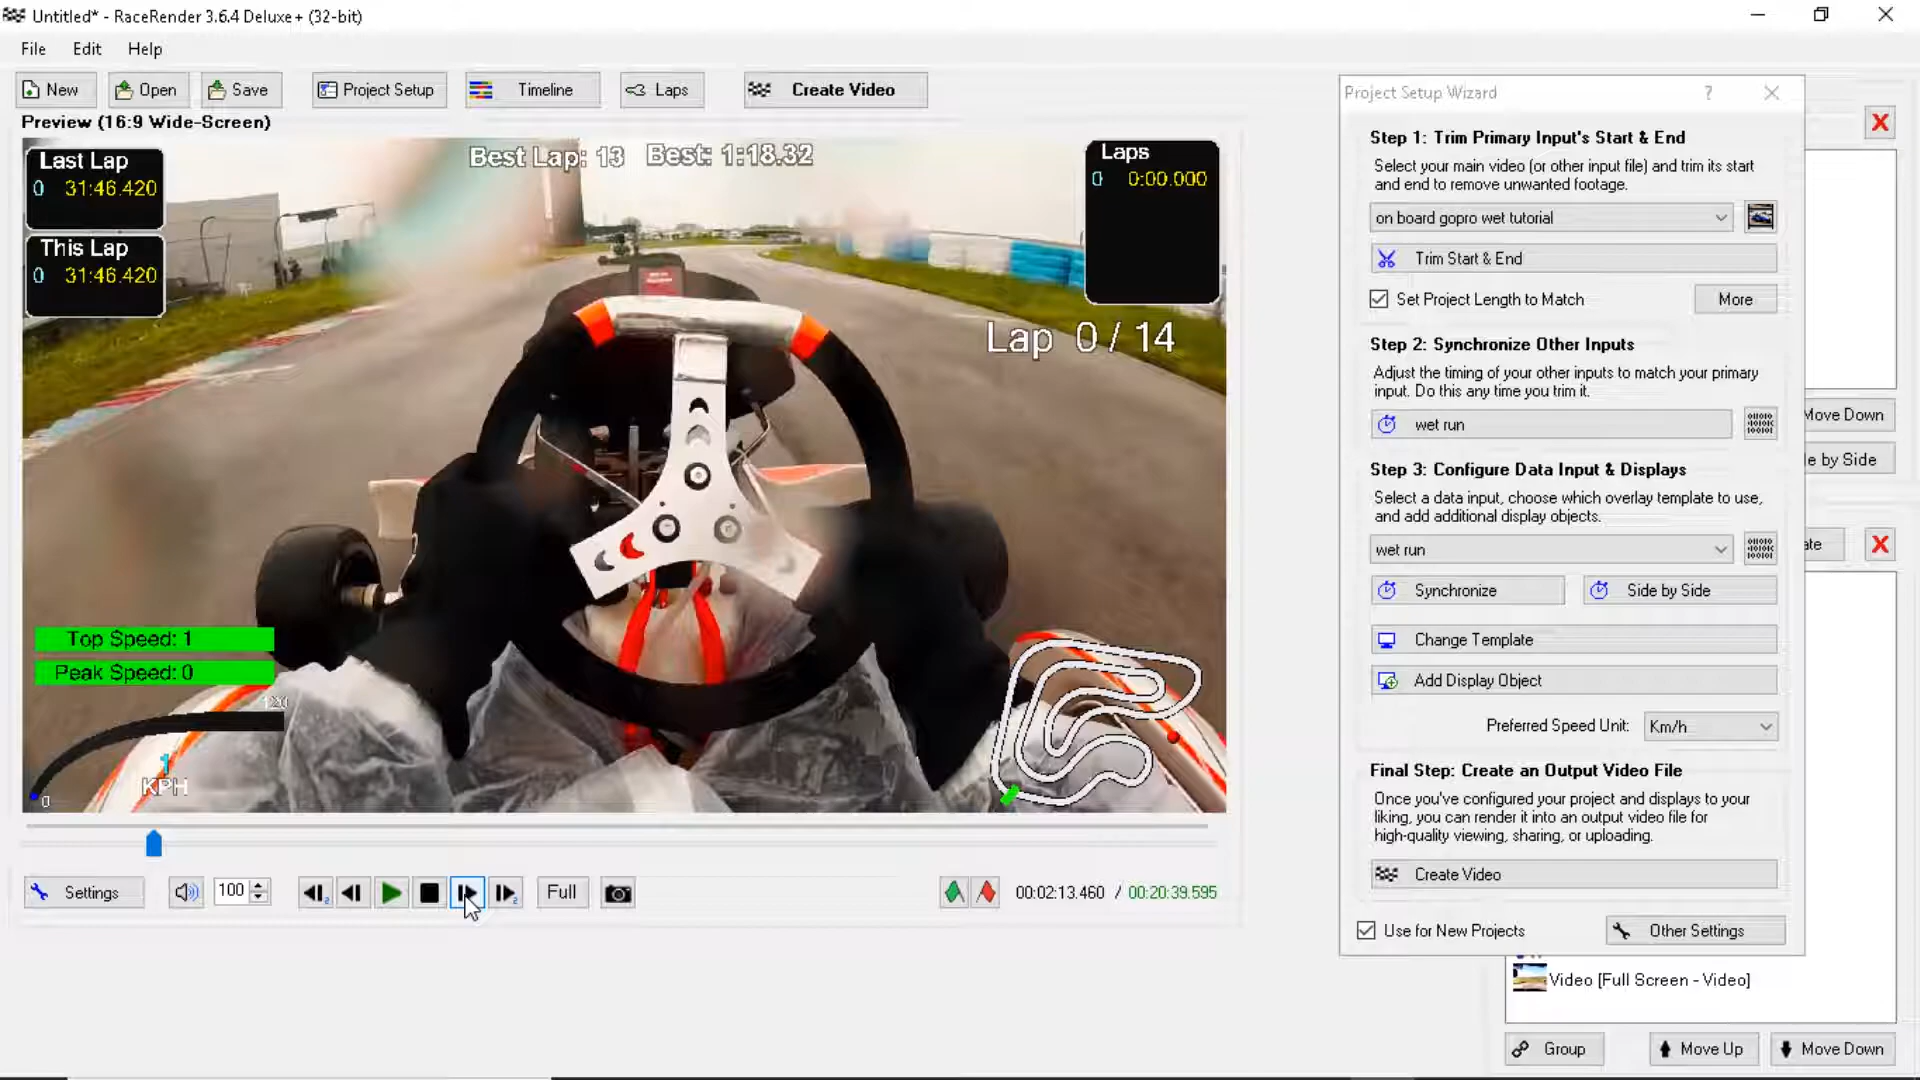 Untitled* - RaceRender 3.6.4 Deluxe+ (32-bit)
File Edit Help
New Open Save Project Setup Timeline Laps Create Video
Preview (16:9 Wide-Screen)
Last Lap
0 31:46.420
This Lap
0 31:46.420
Best Lap: 13 Best: 1:18.32
Laps
0 0:00.000
Lap 0 / 14
Top Speed: 1
Peak Speed: 0
120
1
KPH
0
Settings 100 2 2 Full 00:02:13.460 / 00:20:39.595
Project Setup Wizard ?
Step 1: Trim Primary Input's Start & End
Select your main video (or other input file) and trim its start
and end to remove unwanted footage.
on board gopro wet tutorial
Trim Start & End
Set Project Length to Match More
Step 2: Synchronize Other Inputs
Adjust the timing of your other inputs to match your primary
input. Do this any time you trim it.
wet run
Step 3: Configure Data Input & Displays
Select a data input, choose which overlay template to use,
and add additional display objects.
wet run
Synchronize Side by Side
Change Template
Add Display Object
Preferred Speed Unit: Km/h
Final Step: Create an Output Video File
Once you've configured your project and displays to your
liking, you can render it into an output video file for
high-quality viewing, sharing, or uploading.
Create Video
Use for New Projects Other Settings
X
Move Down
le by Side
ate X
Video [Full Screen - Video]
Group Move Up Move Down